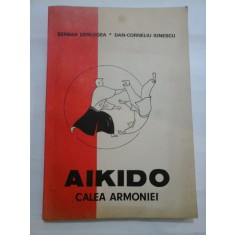 SERBAN DERLOGEA * DAN-CORNELIU IONESCU
AIKIDO
CALEA ARMONIEI